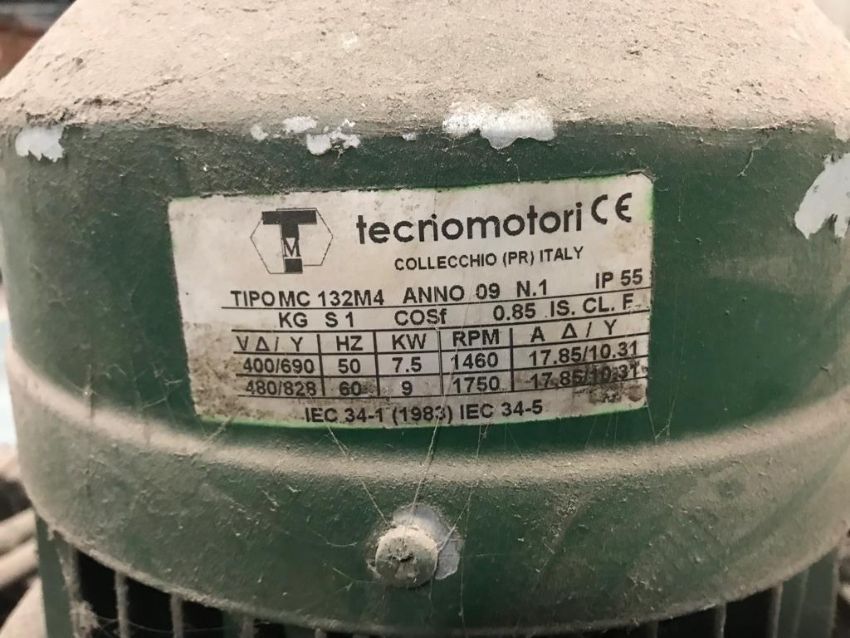 TM
tecnomotori CE
COLLECCHIO (PR) ITALY
TIPO MC 132M4 ANNO 09 N.1 IP 55
KG S1 COSf 0.85 IS. CL. F
V Δ / Y HZ KW RPM A Δ / Y
400/690 50 7.5 1460 17.85/10.31
480/828 60 9 1750 17.85/10.31
IEC 34-1 (1983) IEC 34-5